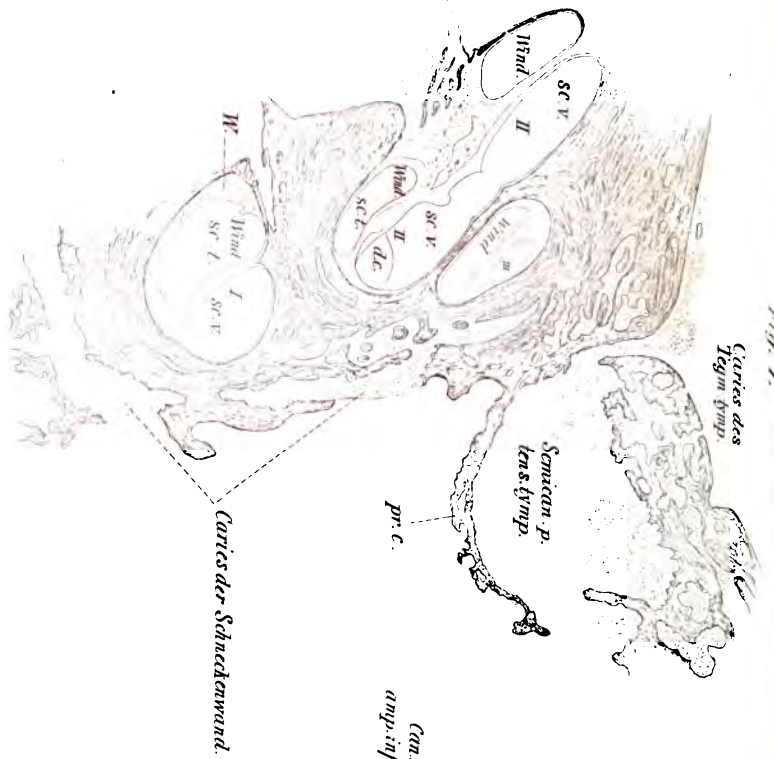 Caries des
Tegm tymp.
Semican. p.
tens. tymp.
pr. c.
Can.
amp. inf
Caries der Schneckenwand.
Wind.
sc. v.
II
Wind
III
sc. v.
II
Wind
d.c.
sc. t.
W.
Wind I
sc. t. sc. v.